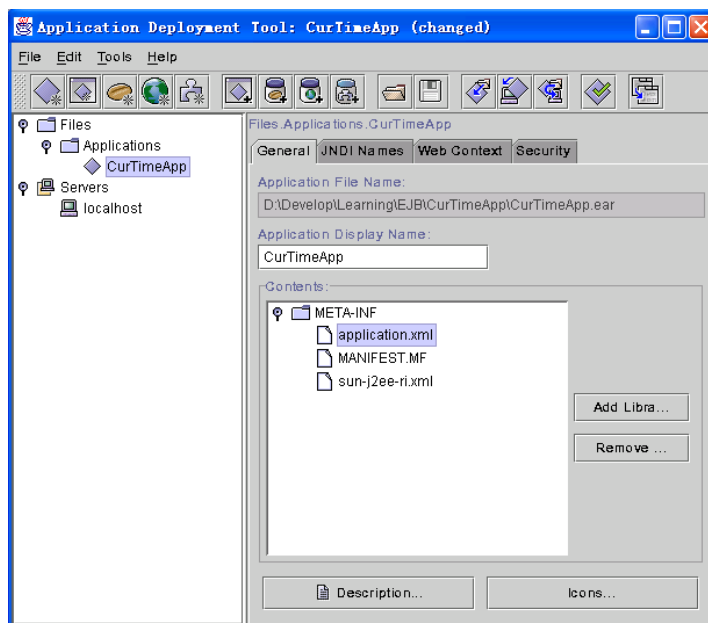 Application Deployment Tool: CurTimeApp (changed)
File Edit Tools Help
Files
Applications
CurTimeApp
Servers
localhost
Files.Applications.CurTimeApp
General JNDI Names Web Context Security
Application File Name:
D:\Develop\Learning\EJB\CurTimeApp\CurTimeApp.ear
Application Display Name:
CurTimeApp
Contents:
META-INF
application.xml
MANIFEST.MF
sun-j2ee-ri.xml
Add Libra...
Remove ...
Description...
Icons...